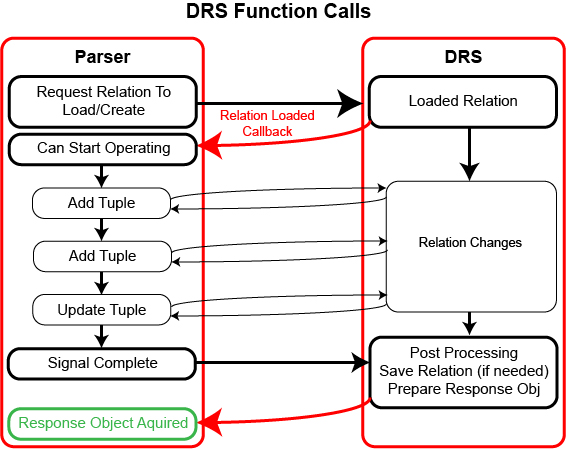 DRS Function Calls
Parser
DRS
Request Relation To
Load/Create
Loaded Relation
Relation Loaded
Callback
Can Start Operating
Add Tuple
Add Tuple
Relation Changes
Update Tuple
Signal Complete
Post Processing
Save Relation (if needed)
Prepare Response Obj
Response Object Aquired